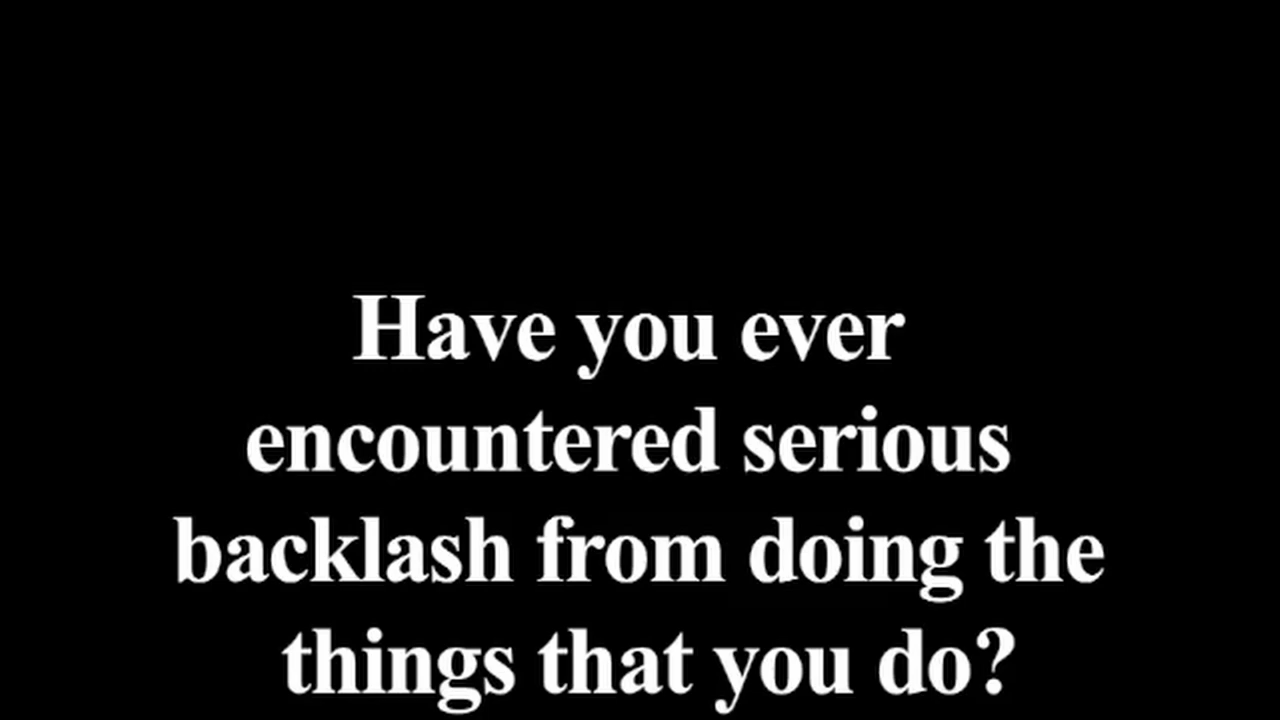 Have you ever
encountered serious
backlash from doing the
things that you do?